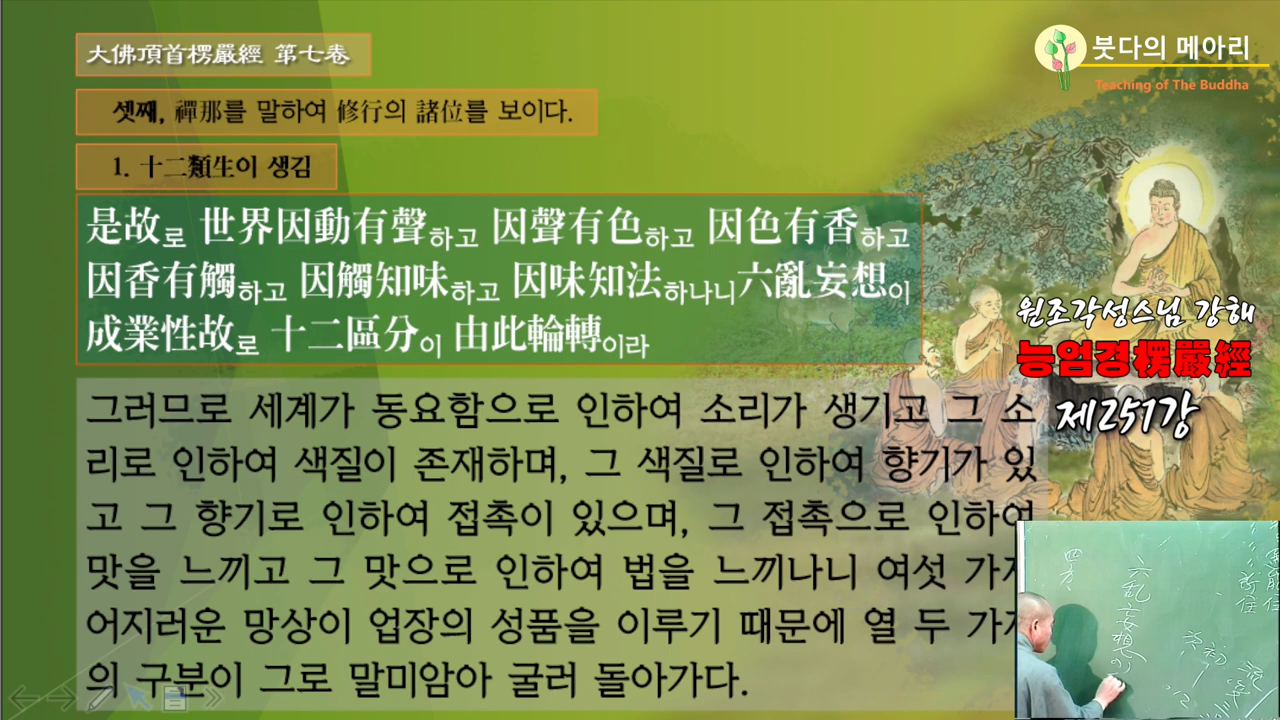 大佛頂首楞嚴經 第七卷
셋째, 禪那를 말하여 修行의 諸位를 보이다.
1. 十二類生이 생김
是故로 世界因動有聲하고 因聲有色하고 因色有香하고
因香有觸하고 因觸知味하고 因味知法하나니六亂妄想이
成業性故로 十二區分이 由此輪轉이라
그러므로 세계가 동요함으로 인하여 소리가 생기고 그 소
리로 인하여 색질이 존재하며, 그 색질로 인하여 향기가 있
고 그 향기로 인하여 접촉이 있으며, 그 접촉으로 인하여
맛을 느끼고 그 맛으로 인하여 법을 느끼나니 여섯 가지
어지러운 망상이 업장의 성품을 이루기 때문에 열 두 가지
의 구분이 그로 말미암아 굴러 돌아가다.
붓다의 메아리
Teaching of The Buddha
원조각성스님 강해
능엄경楞嚴經
제251강
四方
六乱妄想